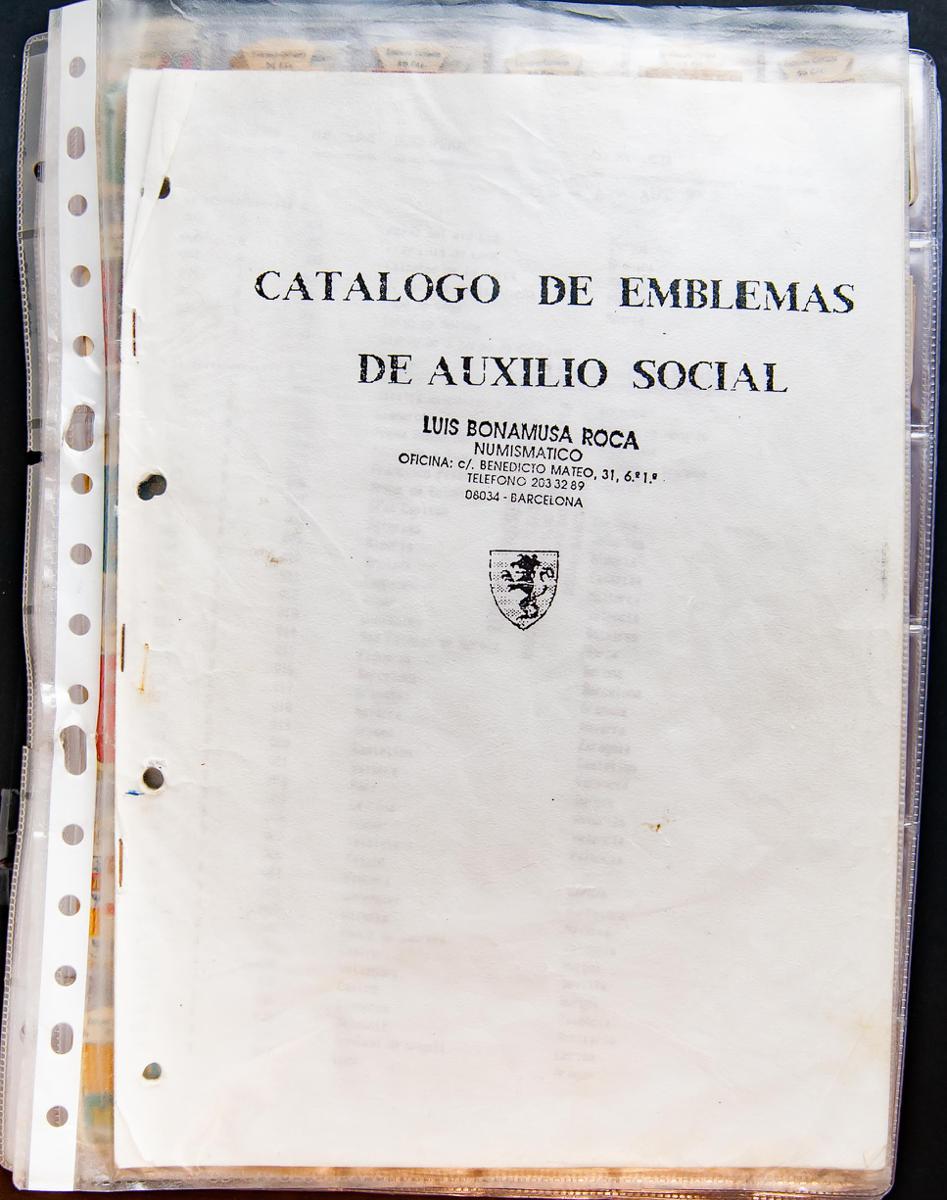 CATALOGO DE EMBLEMAS
DE AUXILIO SOCIAL
LUIS BONAMUSA ROCA
NUMISMATICO
OFICINA: c/. BENEDICTO MATEO, 31, 6.º 1.º
TELEFONO 203 32 89
08034 - BARCELONA